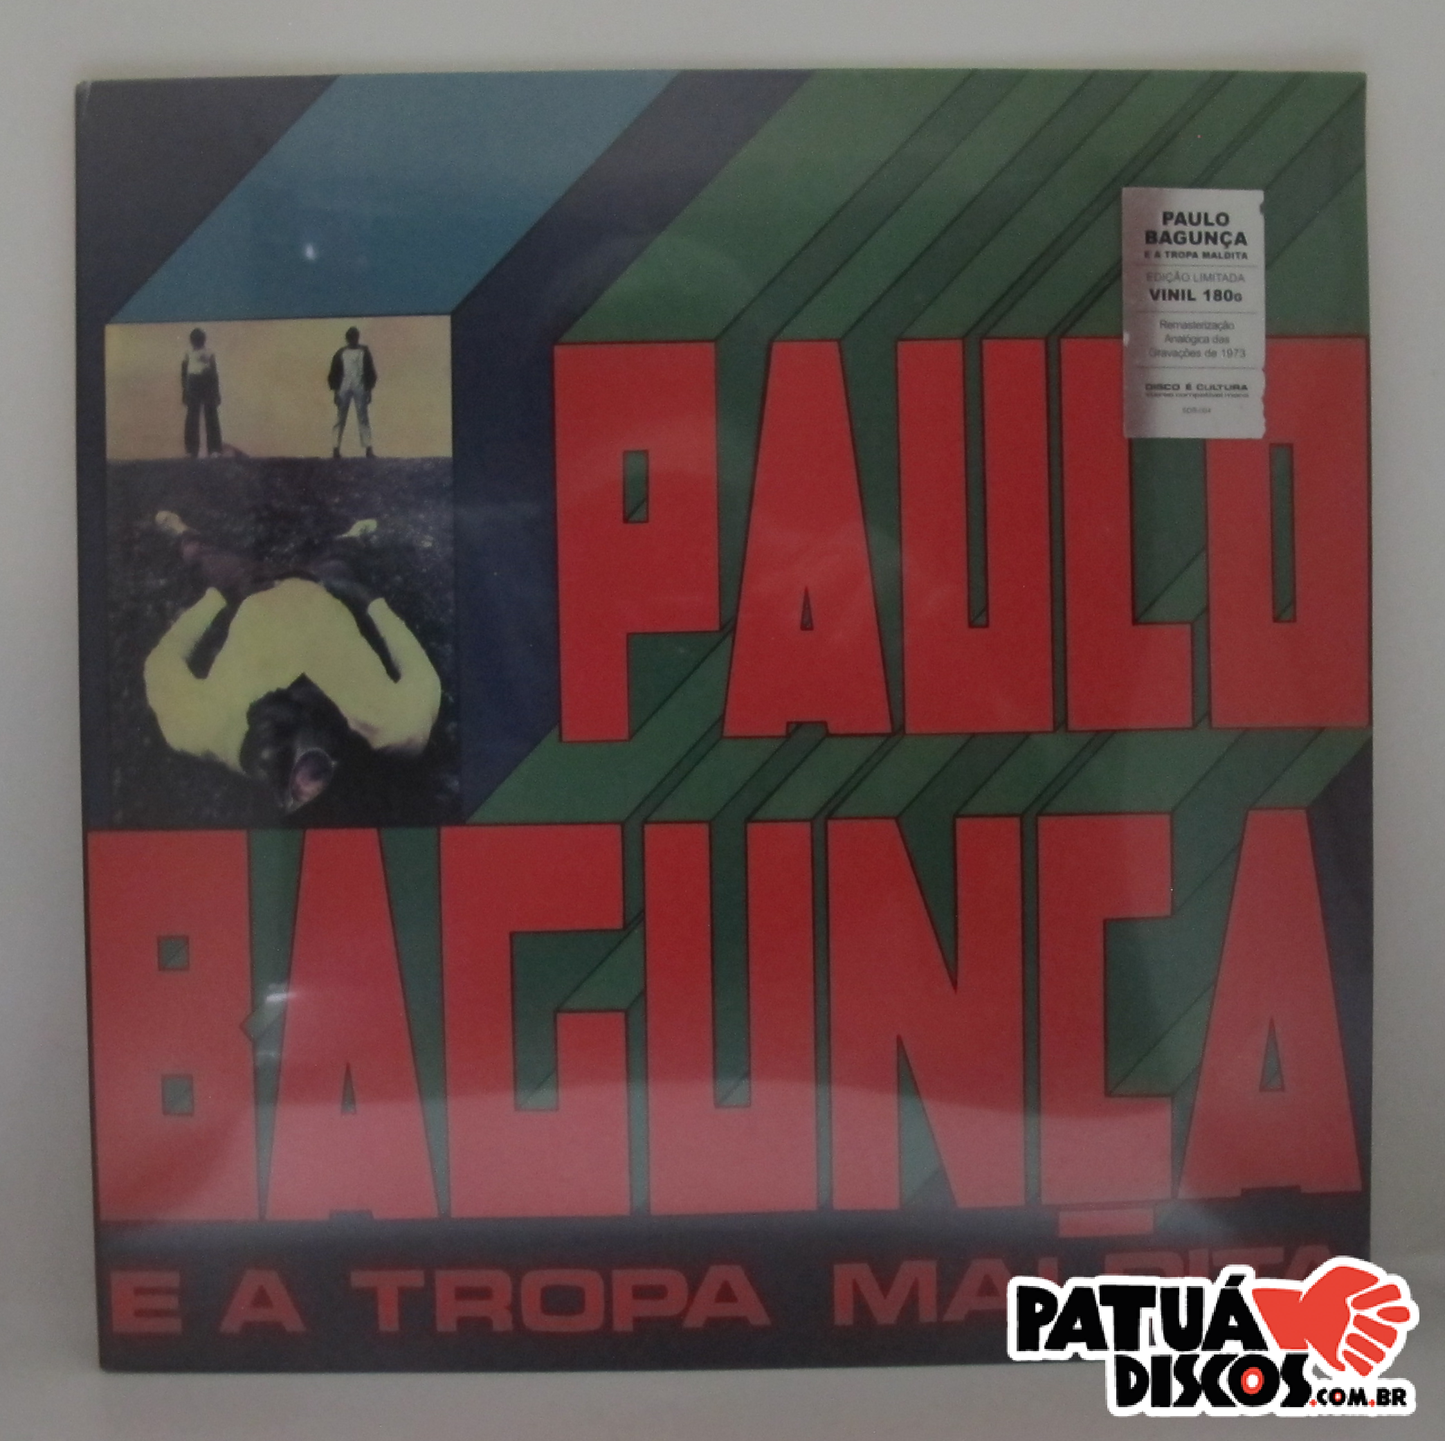 PAULO
BAGUNÇA
E A TROPA MALDITA
EDIÇÃO LIMITADA
VINIL 180G
Remasterização
Analógica das
Gravações de 1973
DISCO É CULTURA
PAULO
BAGUNÇA
E A TROPA MALDITA
PATUÁ
DISCOS.COM.BR